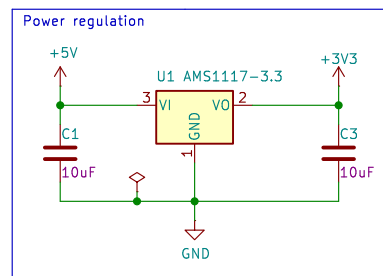 Power regulation
+5V
+3V3
U1 AMS1117-3.3
3 VI VO 2
GND
1
C1
10uF
C3
10uF
GND